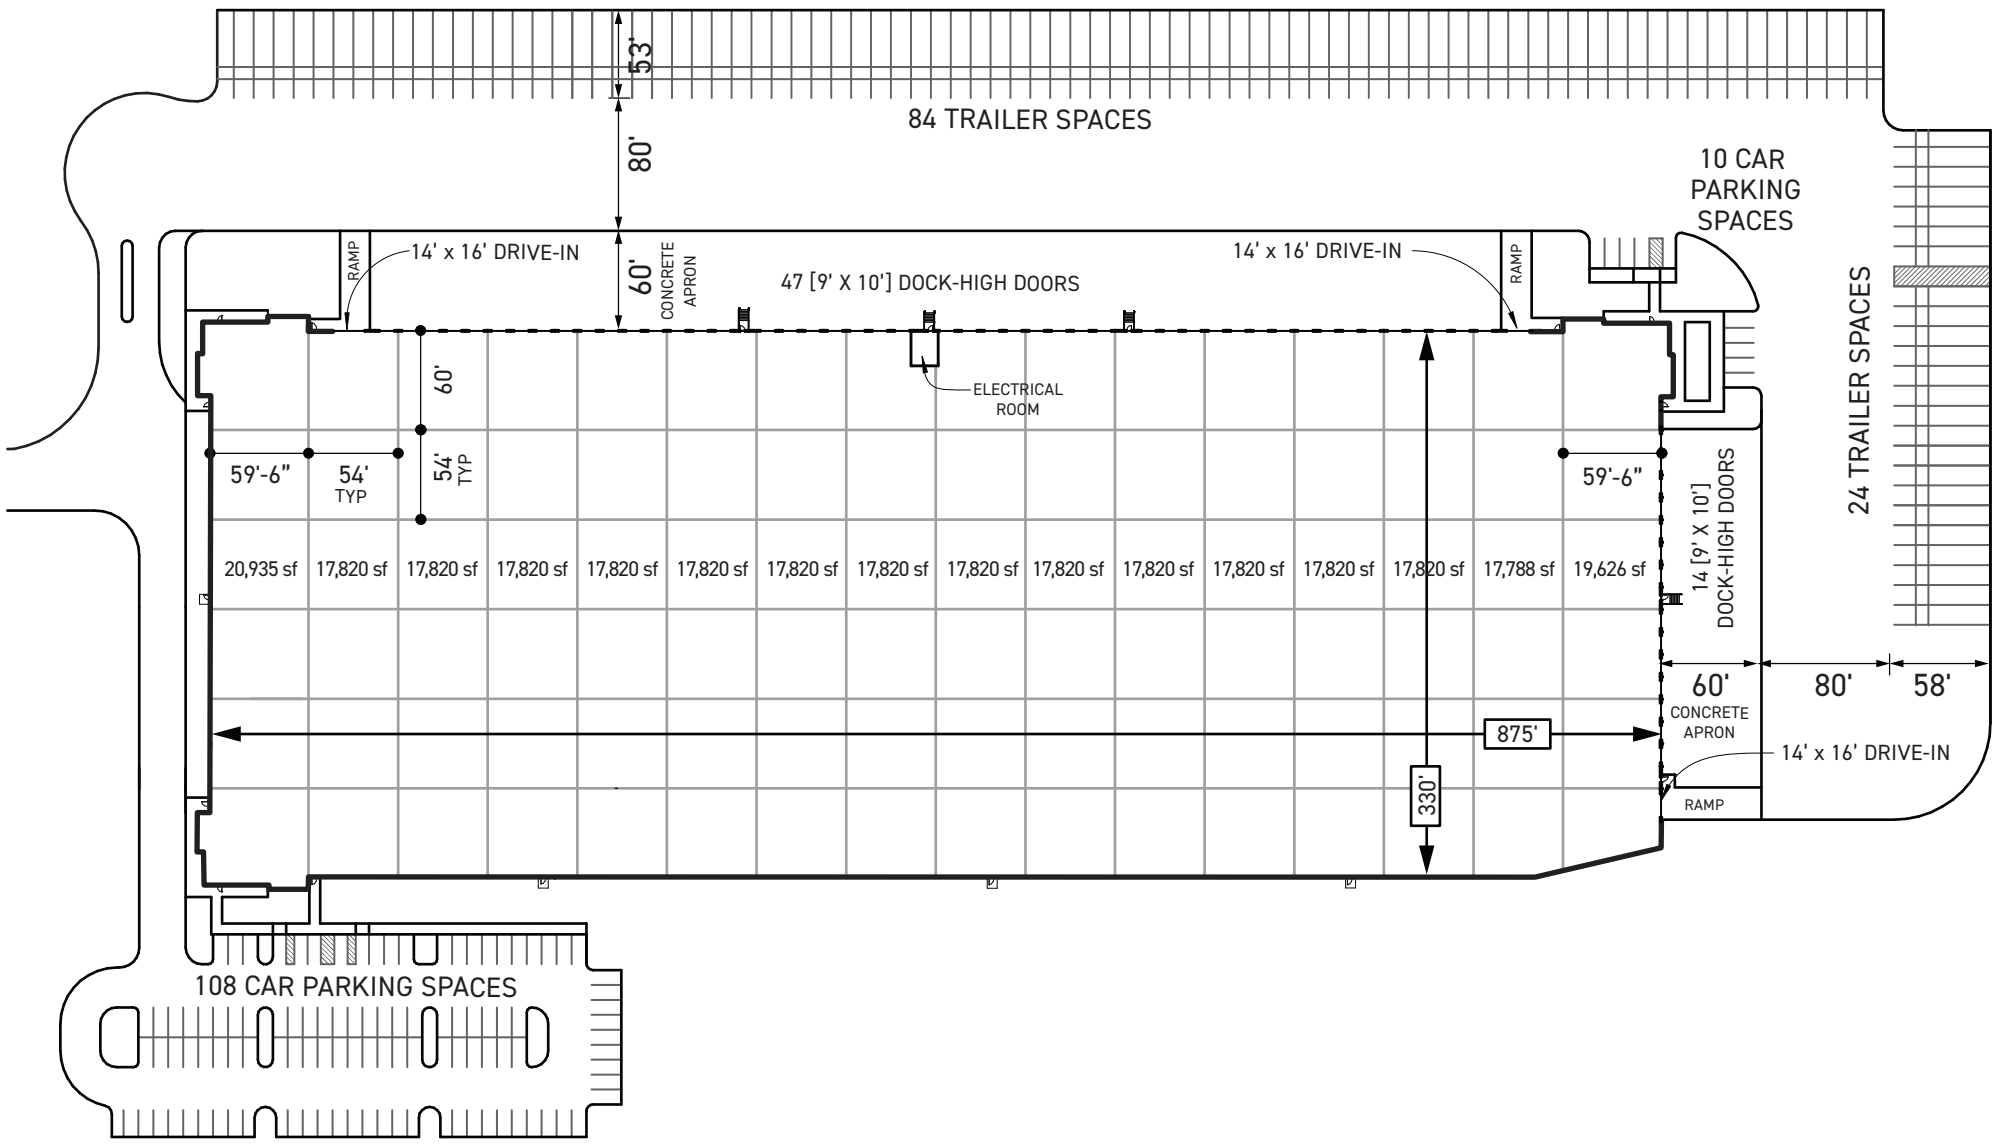 53'
84 TRAILER SPACES
80'
10 CAR
PARKING
SPACES
RAMP
14' x 16' DRIVE-IN
60'
CONCRETE
APRON
47 [9' X 10'] DOCK-HIGH DOORS
14' x 16' DRIVE-IN
RAMP
24 TRAILER SPACES
60'
ELECTRICAL
ROOM
59'-6”
54'
TYP
54'
TYP
59'-6”
14 [9' X 10']
DOCK-HIGH DOORS
20,935 sf
17,820 sf
17,820 sf
17,820 sf
17,820 sf
17,820 sf
17,820 sf
17,820 sf
17,820 sf
17,820 sf
17,820 sf
17,820 sf
17,820 sf
17,820 sf
17,788 sf
19,626 sf
60'
80'
58'
CONCRETE
APRON
875'
14' x 16' DRIVE-IN
330'
RAMP
108 CAR PARKING SPACES